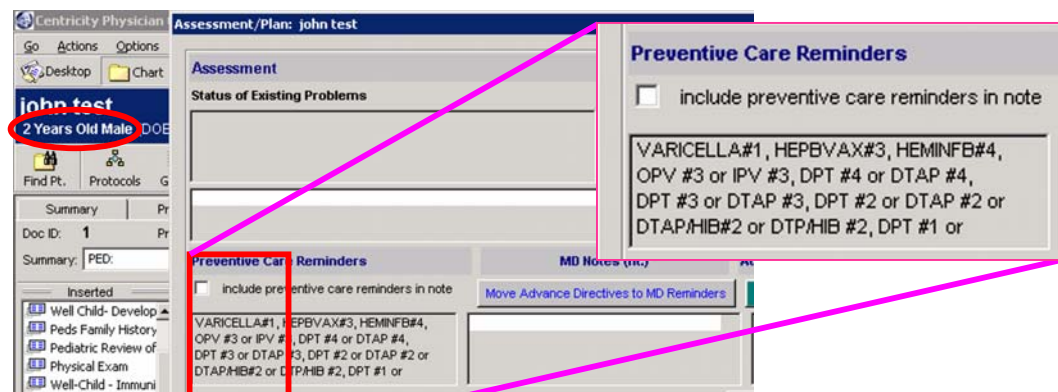 Centricity Physician
Assessment/Plan: john test
Go Actions Options
Desktop Chart
john test
2 Years Old Male DOB
Find Pt. Protocols G
Summary Pr
Doc ID: 1 Pr
Summary: PED:
Inserted
Well Child- Develop
Peds Family History
Pediatric Review of
Physical Exam
Well-Child - Immuni
Assessment
Status of Existing Problems
Preventive Care Reminders
include preventive care reminders in note
VARICELLA#1, HEPBVAX#3, HEMINFB#4,
OPV #3 or IPV #3, DPT #4 or DTAP #4,
DPT #3 or DTAP #3, DPT #2 or DTAP #2 or
DTAP/HIB#2 or DTP/HIB #2, DPT #1 or
MD Notes (int.)
Move Advance Directives to MD Reminders
Preventive Care Reminders
include preventive care reminders in note
VARICELLA#1, HEPBVAX#3, HEMINFB#4,
OPV #3 or IPV #3, DPT #4 or DTAP #4,
DPT #3 or DTAP #3, DPT #2 or DTAP #2 or
DTAP/HIB#2 or DTP/HIB #2, DPT #1 or